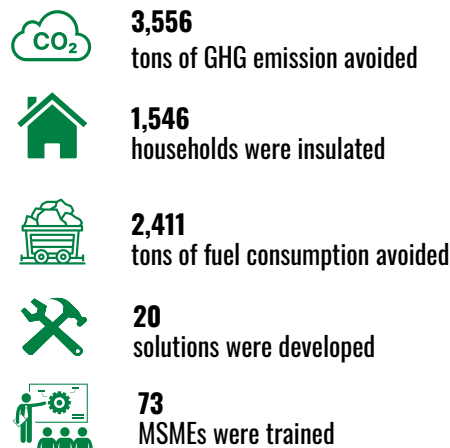 CO₂
3,556
tons of GHG emission avoided
1,546
households were insulated
2,411
tons of fuel consumption avoided
20
solutions were developed
73
MSMEs were trained